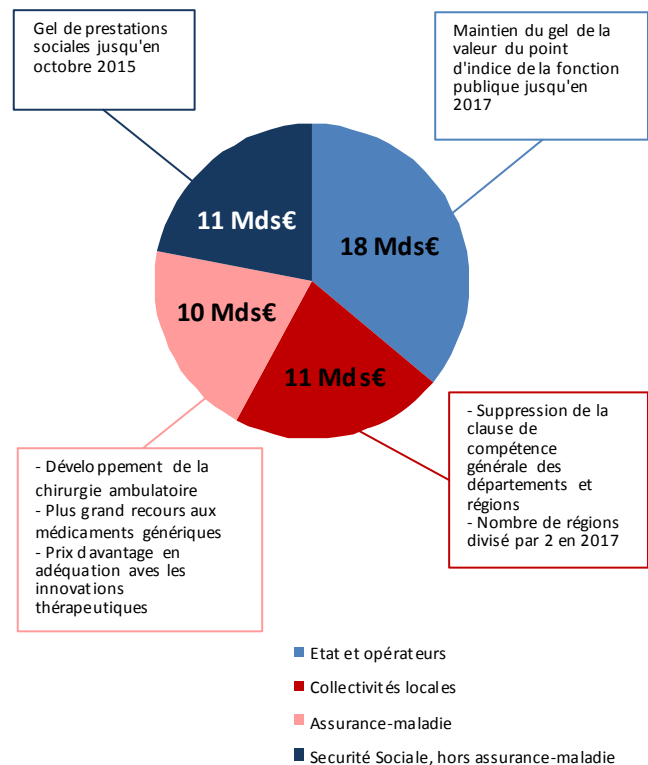 Gel de prestations
sociales jusqu'en
octobre 2015
Maintien du gel de la
valeur du point
d'indice de la fonction
publique jusqu'en
2017
11 Mds€
18 Mds€
10 Mds€
11 Mds€
- Suppression de la
clause de
compétence
générale des
départements et
régions
- Nombre de régions
divisé par 2 en 2017
- Développement de la
chirurgie ambulatoire
- Plus grand recours aux
médicaments génériques
- Prix davantage en
adéquation aves les
innovations
thérapeutiques
Etat et opérateurs
Collectivités locales
Assurance-maladie
Securité Sociale, hors assurance-maladie